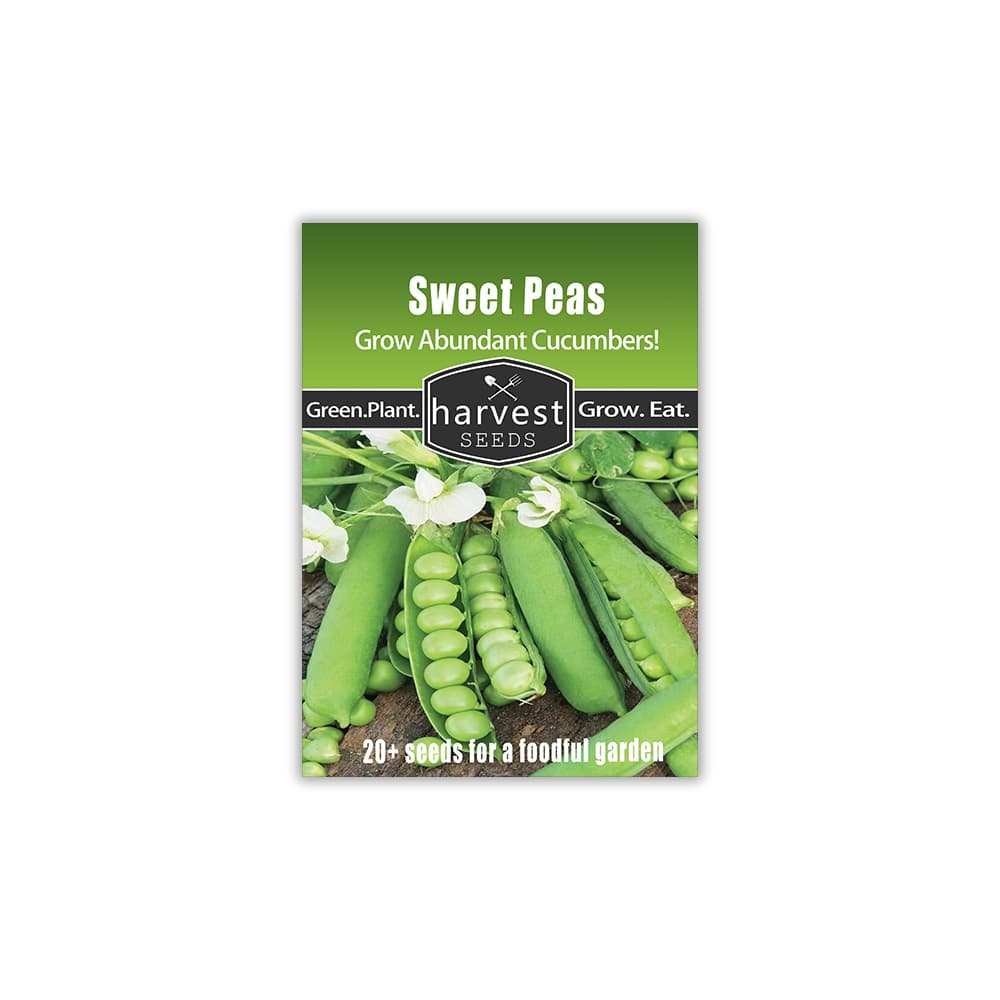 Sweet Peas
Grow Abundant Cucumbers!
Green.Plant. harvest Grow. Eat.
SEEDS
20+ seeds for a foodful garden